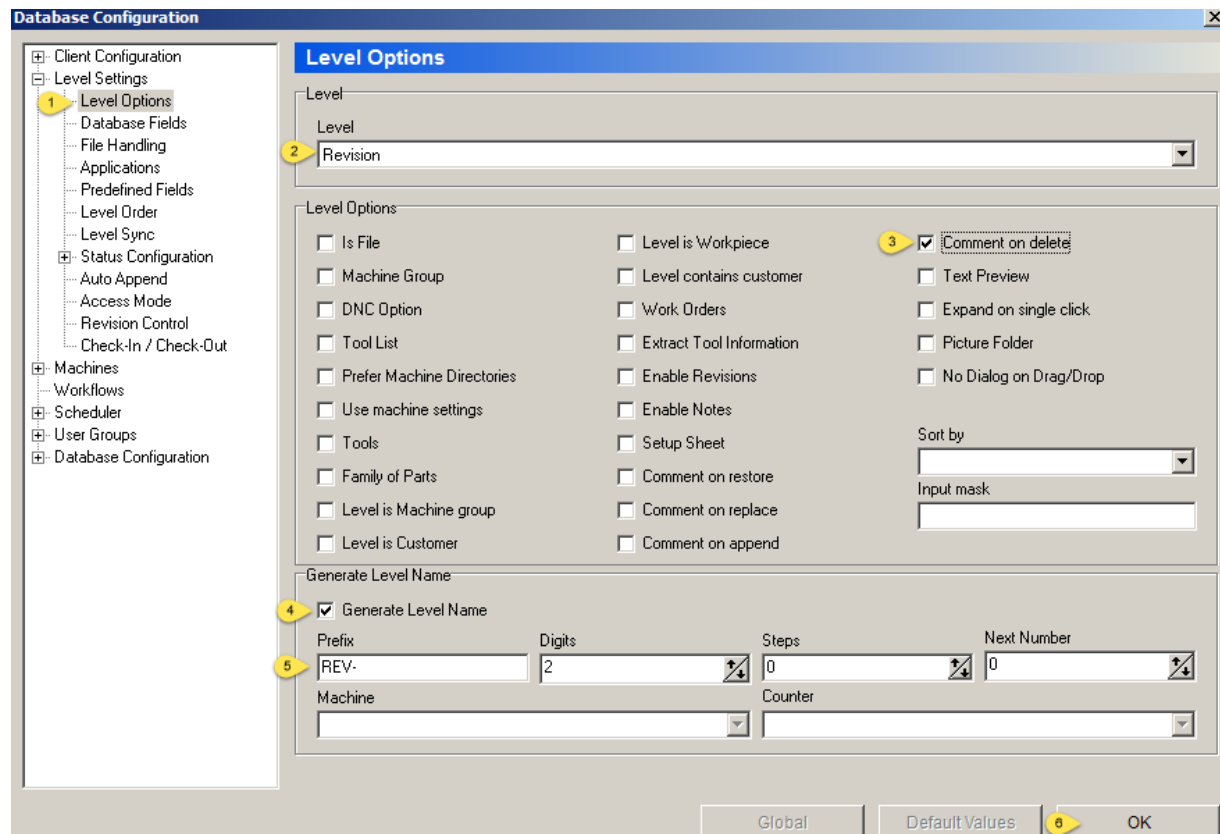 Database Configuration
Client Configuration
Level Settings
1
Level Options
Database Fields
File Handling
Applications
Predefined Fields
Level Order
Level Sync
Status Configuration
Auto Append
Access Mode
Revision Control
Check-In / Check-Out
Machines
Workflows
Scheduler
User Groups
Database Configuration
Level Options
Level
Level
2
Revision
Level Options
Is File
Machine Group
DNC Option
Tool List
Prefer Machine Directories
Use machine settings
Tools
Family of Parts
Level is Machine group
Level is Customer
Level is Workpiece
Level contains customer
Work Orders
Extract Tool Information
Enable Revisions
Enable Notes
Setup Sheet
Comment on restore
Comment on replace
Comment on append
3
Comment on delete
Text Preview
Expand on single click
Picture Folder
No Dialog on Drag/Drop
Sort by
Input mask
Generate Level Name
4
Generate Level Name
Prefix Digits Steps Next Number
5
REV- 2 0 0
Machine Counter
Global Default Values 6 OK